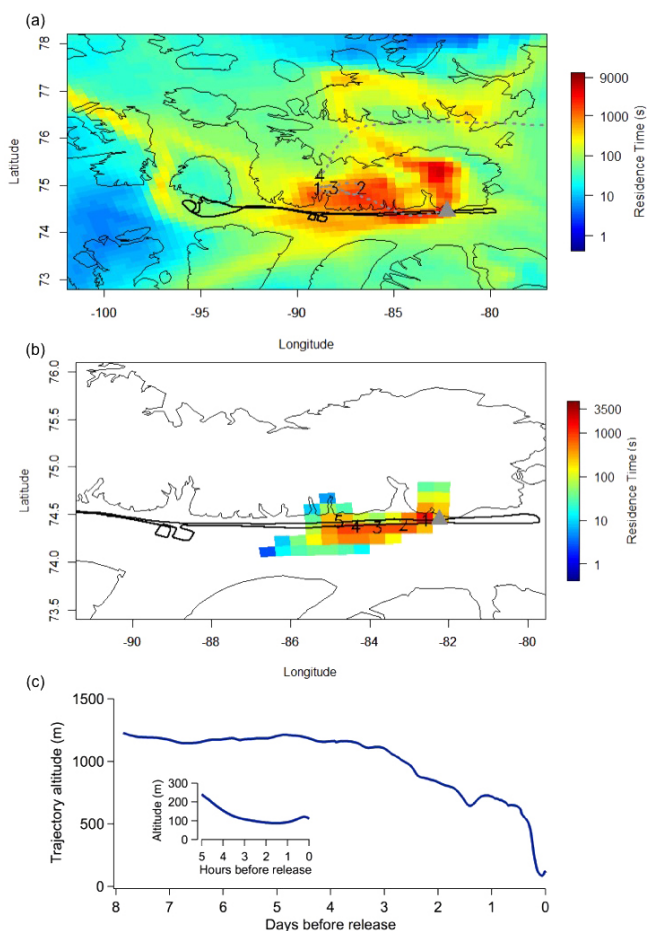 (a)
78
77
76
75
74
73
Latitude
4
1 3 2
-100
-95
-90
-85
-80
Longitude
9000
1000
100
10
1
Residence Time (s)
(b)
76.0
75.5
75.0
74.5
74.0
73.5
Latitude
5 4 3 2 1
-90
-88
-86
-84
-82
-80
Longitude
3500
1000
100
10
1
Residence Time (s)
(c)
1500
1000
500
0
Trajectory altitude (m)
300
200
100
0
Altitude (m)
5 4 3 2 1 0
Hours before release
8 7 6 5 4 3 2 1 0
Days before release